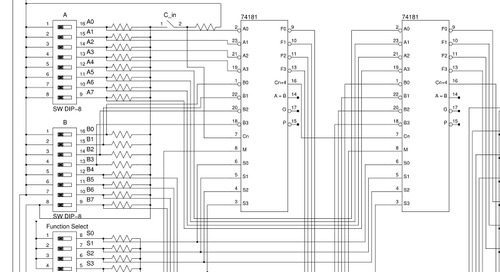 A
1 16 A0
2 15 A1
3 14 A2
4 13 A3
5 12 A4
6 11 A5
7 10 A6
8 9 A7
SW DIP-8
C_in
1 2
B
1 16 B0
2 15 B1
3 14 B2
4 13 B3
5 12 B4
6 11 B5
7 10 B6
8 9 B7
SW DIP-8
Function Select
1 8 S0
2 7 S1
3 6 S2
4 5 S3
74181
2 A0 F0 9
23 A1 F1 10
21 A2 F2 11
19 A3 F3 13
1 B0 Cn+4 16
22 B1 A = B 14
20 B2 G 17
18 B3 P 15
7 Cn
8 M
6 S0
5 S1
4 S2
3 S3
74181
2 A0 F0 9
23 A1 F1 10
21 A2 F2 11
19 A3 F3 13
1 B0 Cn+4 16
22 B1 A = B 14
20 B2 G 17
18 B3 P 15
7 Cn
8 M
6 S0
5 S1
4 S2
3 S3